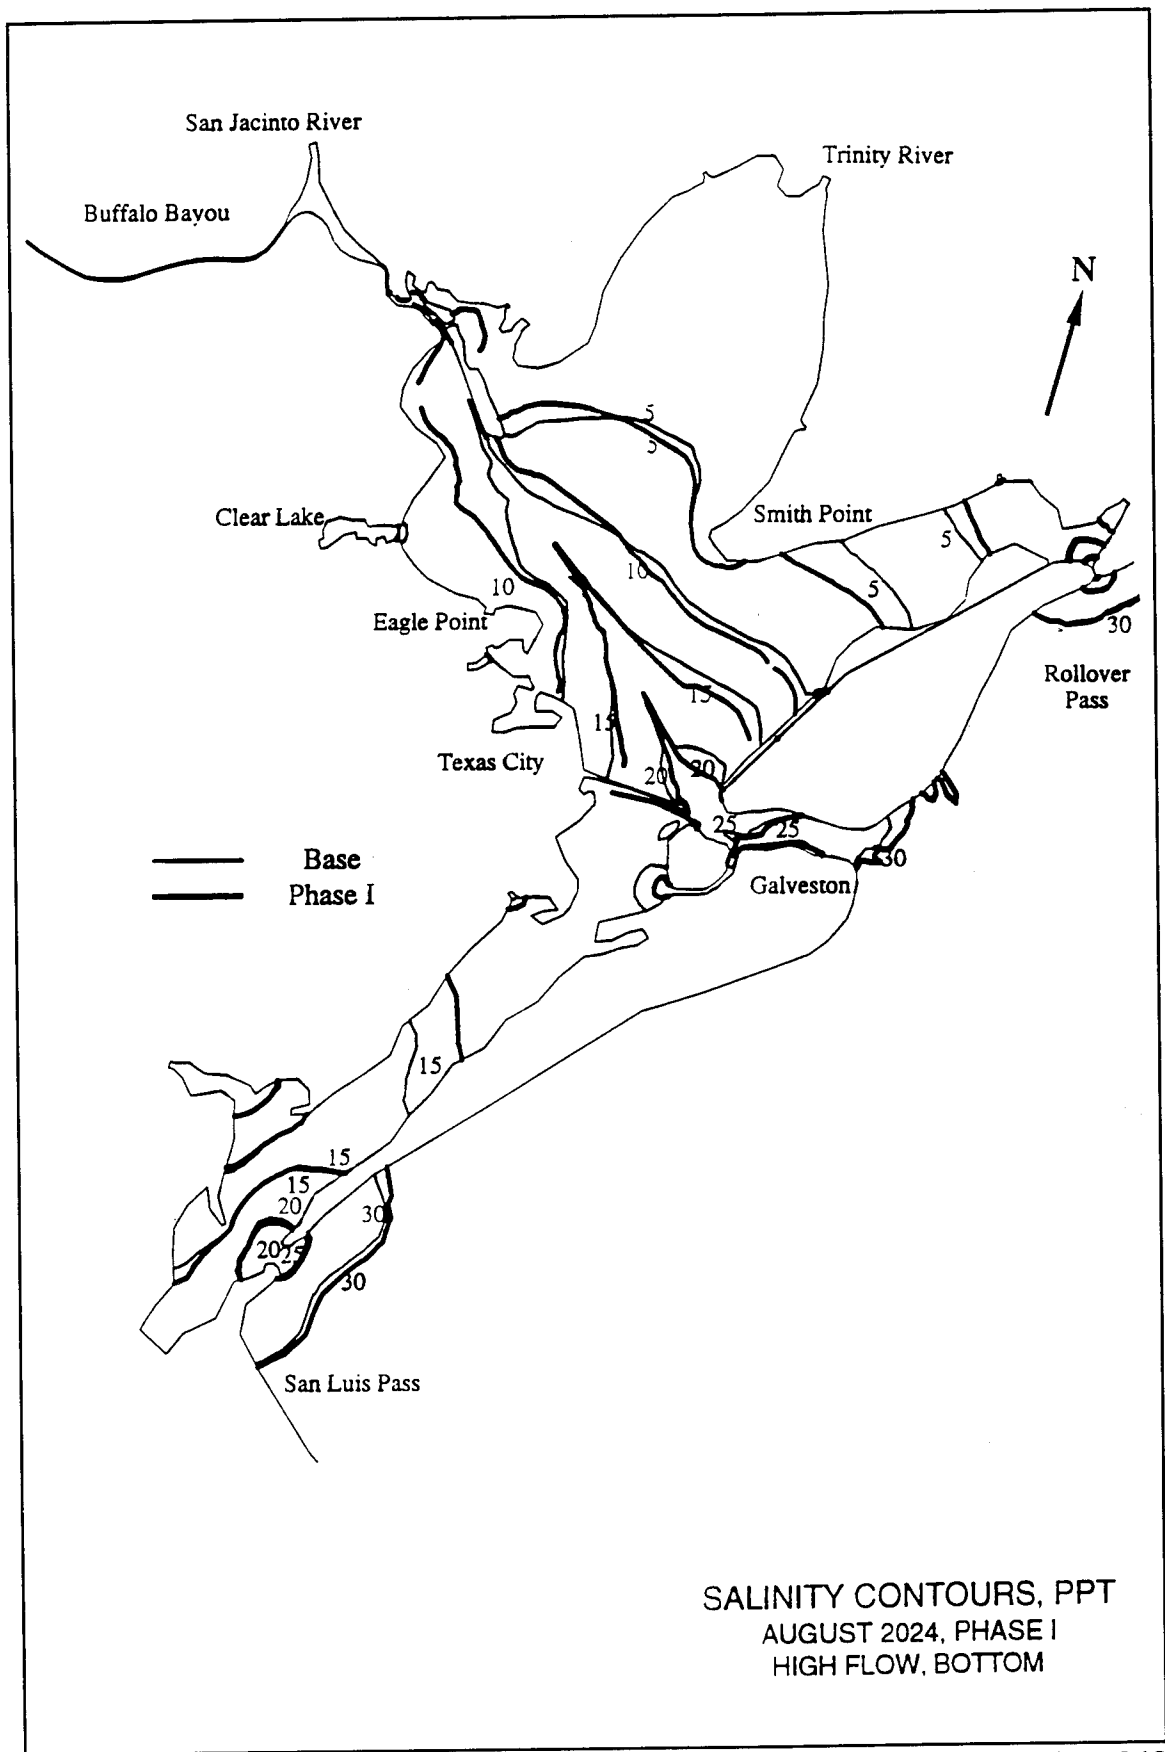 San Jacinto River
Trinity River
Buffalo Bayou
N
5
5
Clear Lake
Smith Point
5
10
10
5
Eagle Point
30
Rollover
Pass
15
15
Texas City
20
20
25
25
Base
30
Phase I
Galveston
15
15
15
20
30
20
25
30
San Luis Pass
SALINITY CONTOURS, PPT
AUGUST 2024, PHASE I
HIGH FLOW, BOTTOM